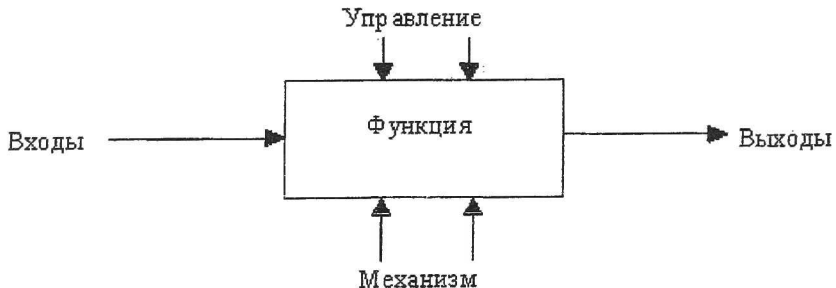 Управление
Входы
Функция
Выходы
Механизм